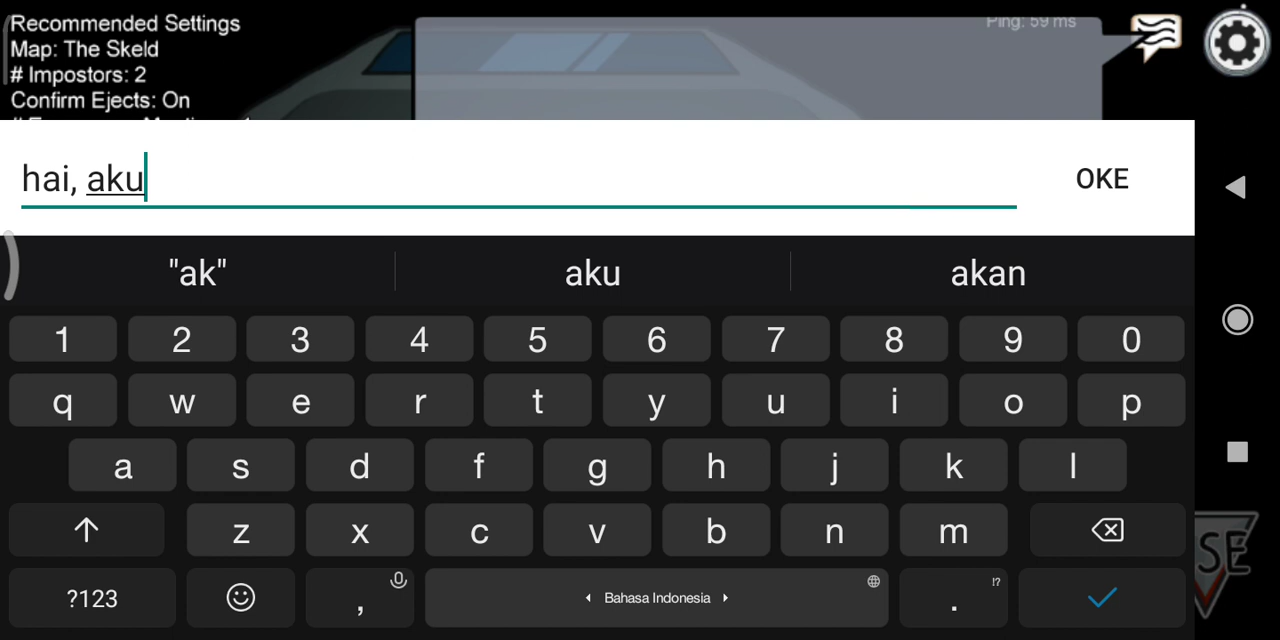 Recommended Settings
Ping: 59 ms
Map: The Skeld
# Impostors: 2
Confirm Ejects: On
hai, aku
OKE
"ak"
aku
akan
1 2 3 4 5 6 7 8 9 0
q w e r t y u i o p
a s d f g h j k l
z x c v b n m
?123
,
Bahasa Indonesia
!?
.
SE